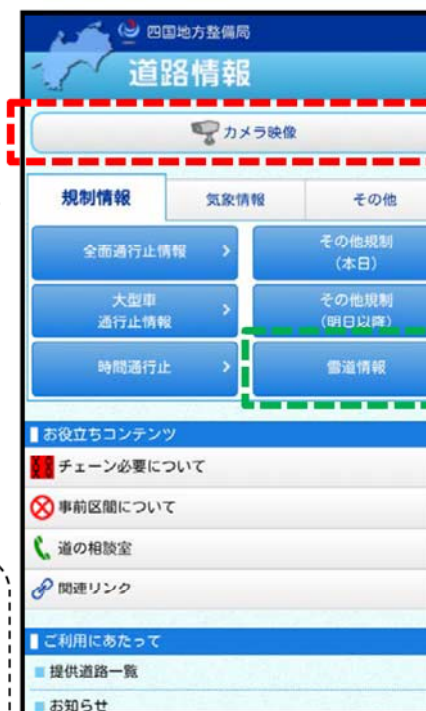 四国地方整備局
道路情報
カメラ映像
規制情報 気象情報 その他
全面通行止情報
その他規制
(本日)
大型車
通行止情報
その他規制
(明日以降)
時間通行止
雪道情報
お役立ちコンテンツ
チェーン必要について
事前区間について
道の相談室
関連リンク
ご利用にあたって
提供道路一覧
お知らせ